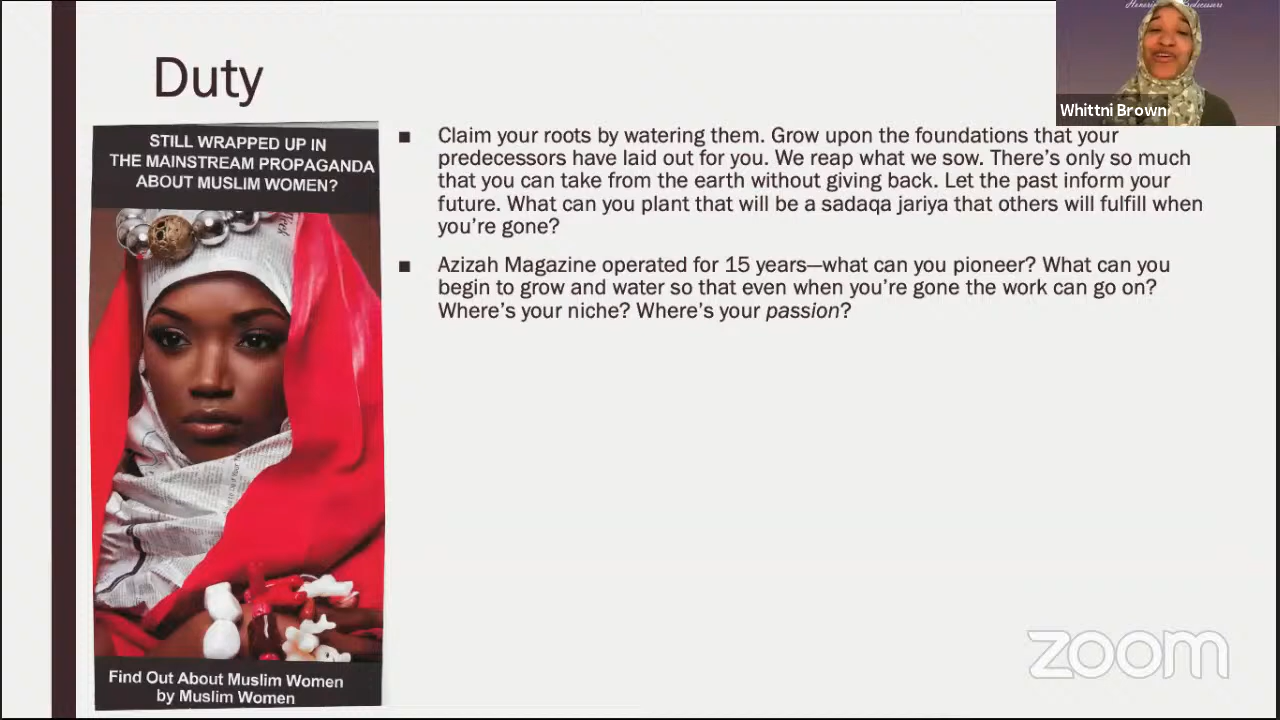 Duty
STILL WRAPPED UP IN
THE MAINSTREAM PROPAGANDA
ABOUT MUSLIM WOMEN?
Find Out About Muslim Women
by Muslim Women
▪ Claim your roots by watering them. Grow upon the foundations that your
predecessors have laid out for you. We reap what we sow. There’s only so much
that you can take from the earth without giving back. Let the past inform your
future. What can you plant that will be a sadaqa jariya that others will fulfill when
you’re gone?
▪ Azizah Magazine operated for 15 years—what can you pioneer? What can you
begin to grow and water so that even when you’re gone the work can go on?
Where’s your niche? Where’s your passion?
Whittni Brown
zoom